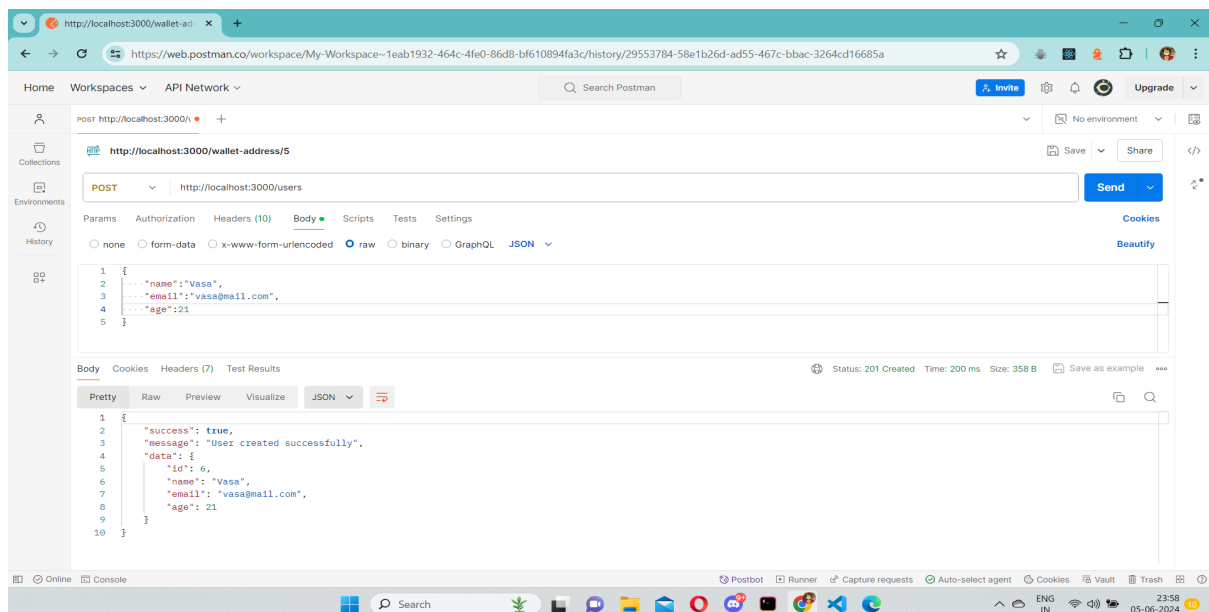 http://localhost:3000/wallet-ad
https://web.postman.co/workspace/My-Workspace~1eab1932-464c-4fe0-86d8-bf610894fa3c/history/29553784-58e1b26d-ad55-467c-bbac-3264cd16685a
Home Workspaces API Network Search Postman Invite Upgrade
POST http://localhost:3000/ No environment
Collections
Environments
History
HTTP http://localhost:3000/wallet-address/5 Save Share
POST http://localhost:3000/users Send
Params Authorization Headers (10) Body Scripts Tests Settings Cookies
none form-data x-www-form-urlencoded raw binary GraphQL JSON Beautify
1 {
2 "name":"Vasa",
3 "email":"vasa@mail.com",
4 "age":21
5 }
Body Cookies Headers (7) Test Results Status: 201 Created Time: 200 ms Size: 358 B Save as example
Pretty Raw Preview Visualize JSON
1 {
2 "success": true,
3 "message": "User created successfully",
4 "data": {
5 "id": 6,
6 "name": "Vasa",
7 "email": "vasa@mail.com",
8 "age": 21
9 }
10 }
Online Console Postbot Runner Capture requests Auto-select agent Cookies Vault Trash
Search ENG 23:58
IN 05-06-2024 10